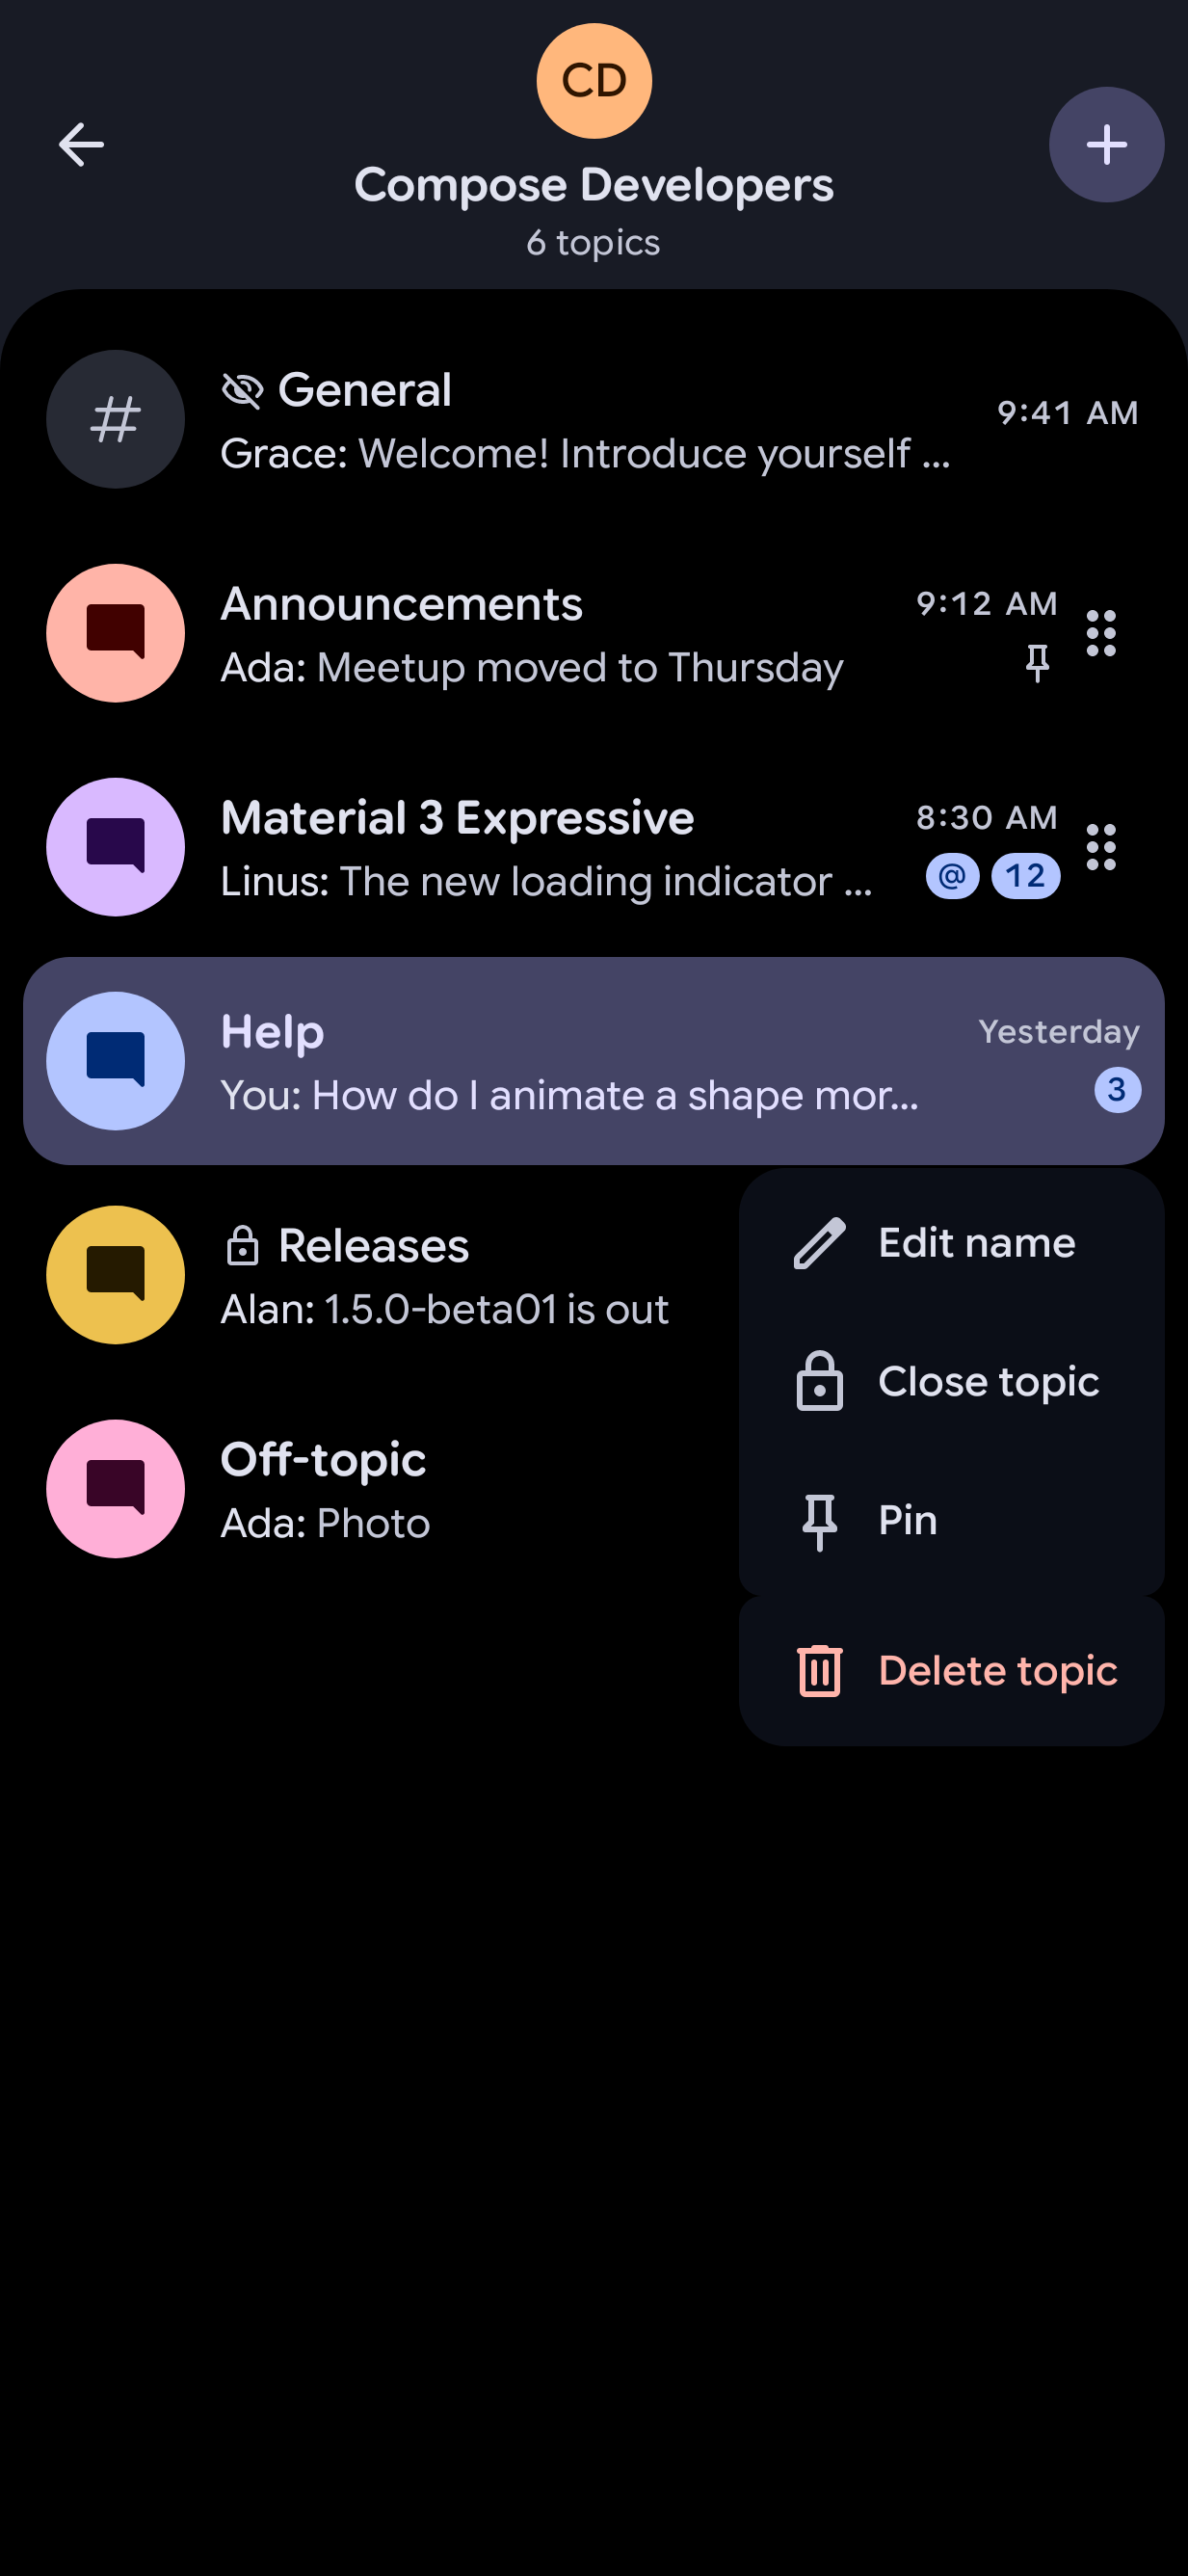 CD
Compose Developers
6 topics
General
9:41 AM
Grace: Welcome! Introduce yourself ...
Announcements
9:12 AM
Ada: Meetup moved to Thursday
Material 3 Expressive
8:30 AM
Linus: The new loading indicator ...
@ 12
Help
Yesterday
You: How do I animate a shape mor...
3
Releases
Alan: 1.5.0-beta01 is out
Off-topic
Ada: Photo
Edit name
Close topic
Pin
Delete topic